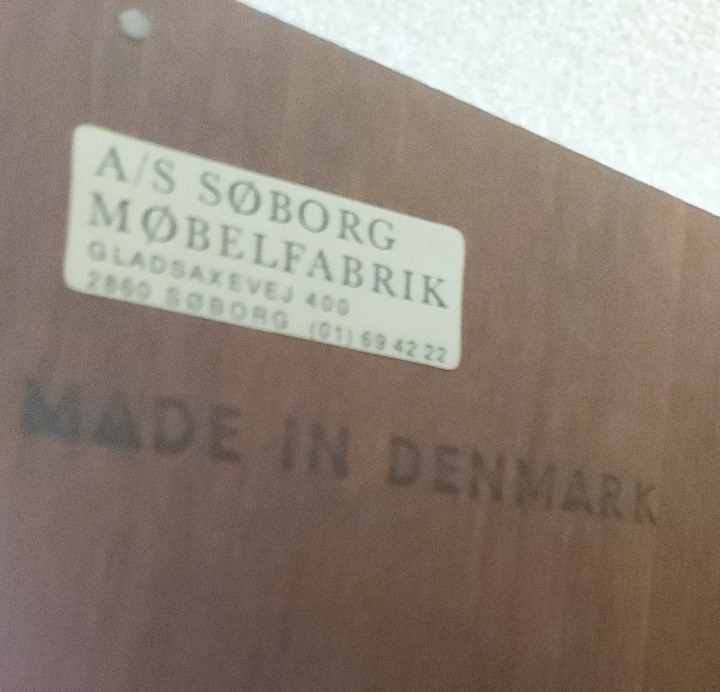 A/S SØBORG
MØBELFABRIK
GLADSAXEVEJ 400
2860 SØBORG (01) 69 42 22
MADE IN DENMARK